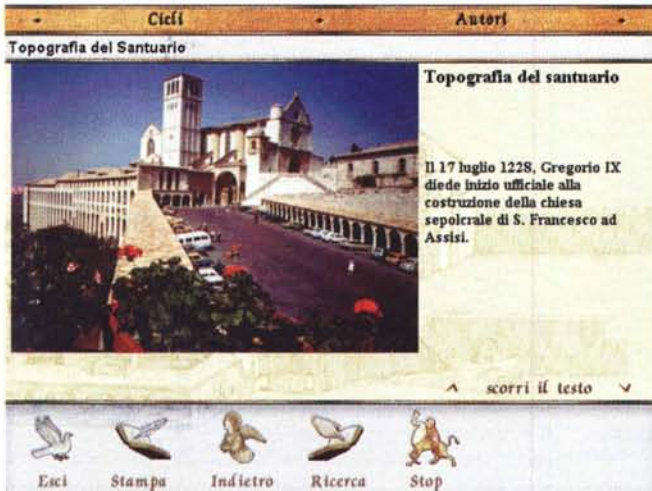 Cicli Autori
Topografia del Santuario
Topografia del santuario
Il 17 luglio 1228, Gregorio IX
diede inizio ufficiale alla
costruzione della chiesa
sepolcrale di S. Francesco ad
Assisi.
scorri il testo
Esci Stampa Indietro Ricerca Stop